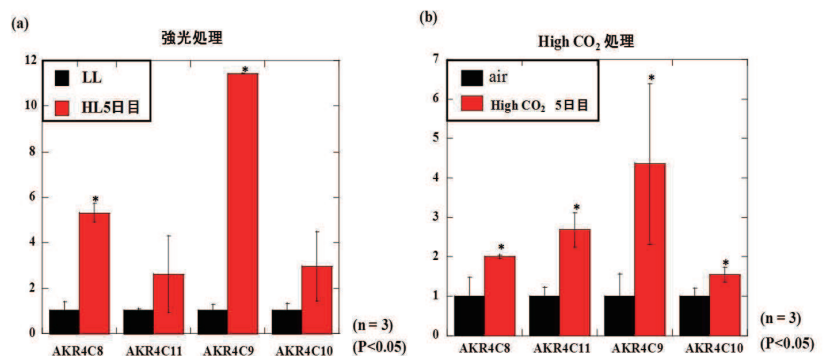 (a)
強光処理
12
10
8
6
4
2
0
LL
HL5日目
*
*
AKR4C8 AKR4C11 AKR4C9 AKR4C10
(n = 3)
(P<0.05)
(b)
High CO₂ 処理
7
6
5
4
3
2
1
0
air
High CO₂ 5日目
*
*
*
*
AKR4C8 AKR4C11 AKR4C9 AKR4C10
(n = 3)
(P<0.05)